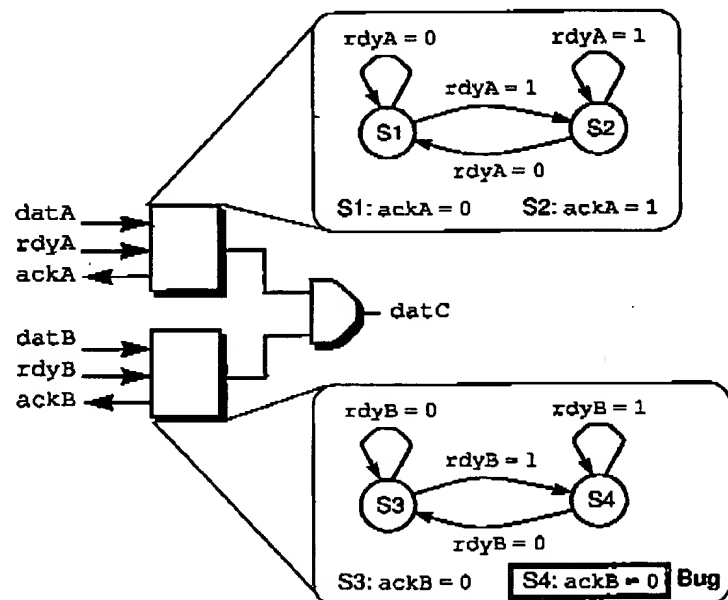 rdyA = 0
rdyA = 1
rdyA = 1
S1
S2
rdyA = 0
S1: ackA = 0
S2: ackA = 1
datA
rdyA
ackA
datC
datB
rdyB
ackB
rdyB = 0
rdyB = 1
rdyB = 1
S3
S4
rdyB = 0
S3: ackB = 0
S4: ackB = 0
Bug